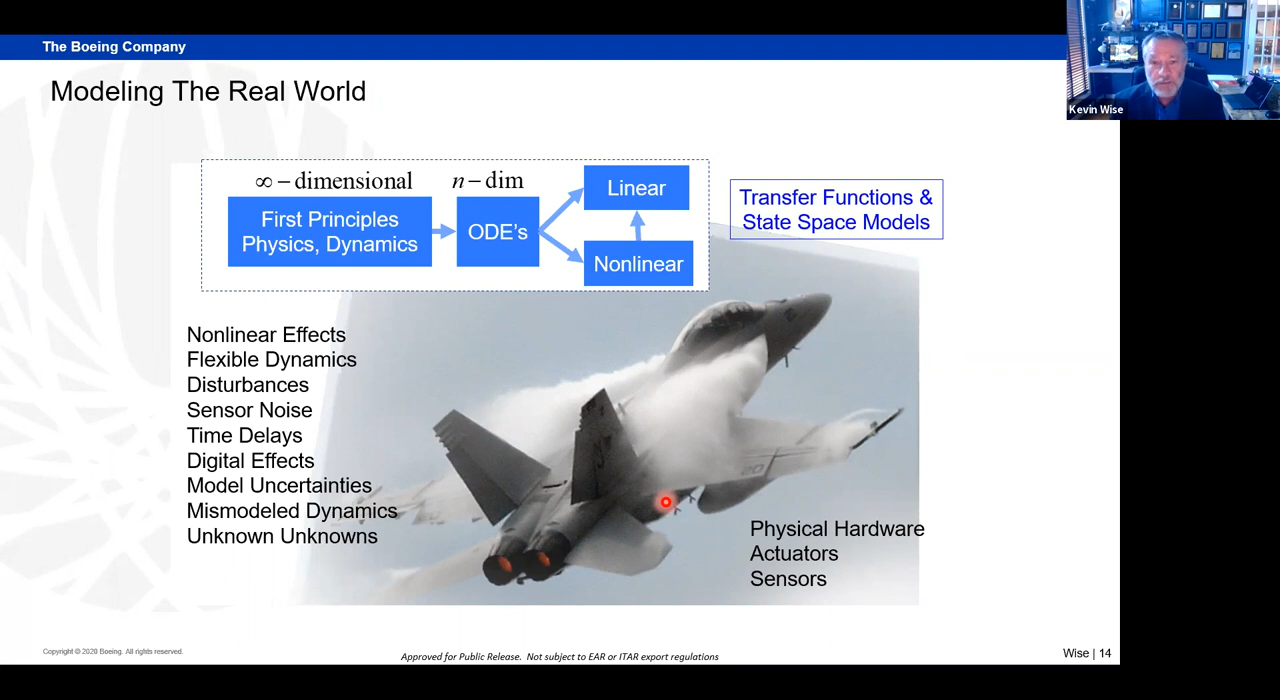 The Boeing Company
Modeling The Real World
Kevin Wise
∞ – dimensional
n – dim
First Principles
Physics, Dynamics
ODE's
Linear
Nonlinear
Transfer Functions &
State Space Models
Nonlinear Effects
Flexible Dynamics
Disturbances
Sensor Noise
Time Delays
Digital Effects
Model Uncertainties
Mismodeled Dynamics
Unknown Unknowns
Physical Hardware
Actuators
Sensors
Copyright © 2020 Boeing. All rights reserved.
Approved for Public Release. Not subject to EAR or ITAR export regulations
Wise | 14